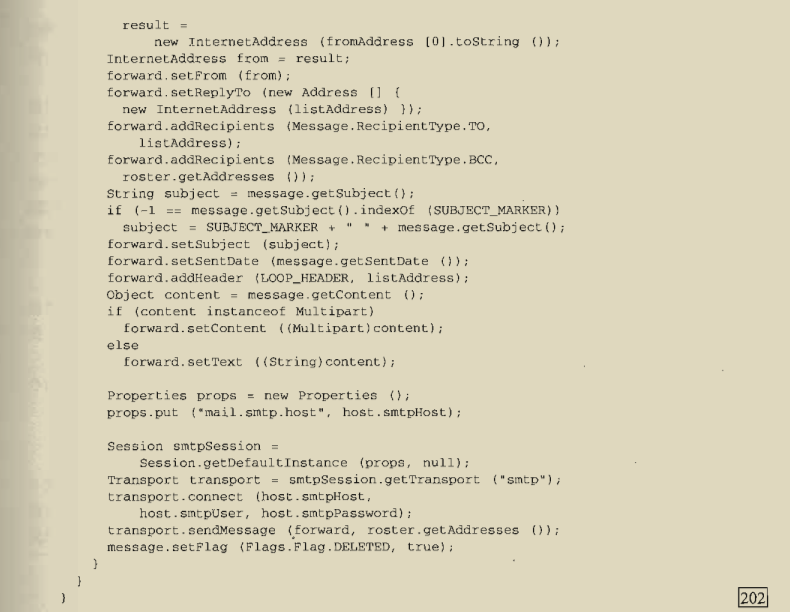 result =
new InternetAddress (fromAddress [0].toString ());
InternetAddress from = result;
forward.setFrom (from);
forward.setReplyTo (new Address [] {
new InternetAddress (listAddress) });
forward.addRecipients (Message.RecipientType.TO,
listAddress);
forward.addRecipients (Message.RecipientType.BCC,
roster.getAddresses ());
String subject = message.getSubject();
if (-1 == message.getSubject().indexOf (SUBJECT_MARKER))
subject = SUBJECT_MARKER + " " + message.getSubject();
forward.setSubject (subject);
forward.setSentDate (message.getSentDate ());
forward.addHeader (LOOP_HEADER, listAddress);
Object content = message.getContent ();
if (content instanceof Multipart)
forward.setContent ((Multipart)content);
else
forward.setText ((String)content);
Properties props = new Properties ();
props.put ("mail.smtp.host", host.smtpHost);
Session smtpSession =
Session.getDefaultInstance (props, null);
Transport transport = smtpSession.getTransport ("smtp");
transport.connect (host.smtpHost,
host.smtpUser, host.smtpPassword);
transport.sendMessage (forward, roster.getAddresses ());
message.setFlag (Flags.Flag.DELETED, true);
}
}
}
202